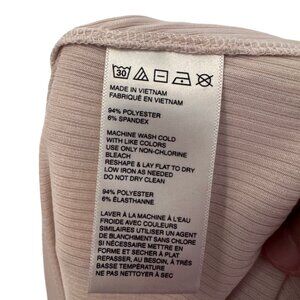 30
MADE IN VIETNAM
FABRIQUÉ EN VIETNAM
94% POLYESTER
6% SPANDEX
MACHINE WASH COLD
WITH LIKE COLORS
USE ONLY NON-CHLORINE
BLEACH
RESHAPE & LAY FLAT TO DRY
LOW IRON AS NEEDED
DO NOT DRY CLEAN
94% POLYESTER
6% ÉLASTHANNE
LAVER À LA MACHINE À L'EAU
FROIDE AVEC COULEURS
SIMILAIRES UTILISER UN AGENT
DE BLANCHIMENT SANS CHLORE
SI NÉCESSAIRE METTRE EN
FORME ET SÉCHER À PLAT
REPASSER, AU BESOIN, À TRÈS
BASSE TEMPÉRATURE
NE PAS NETTOYER À SEC